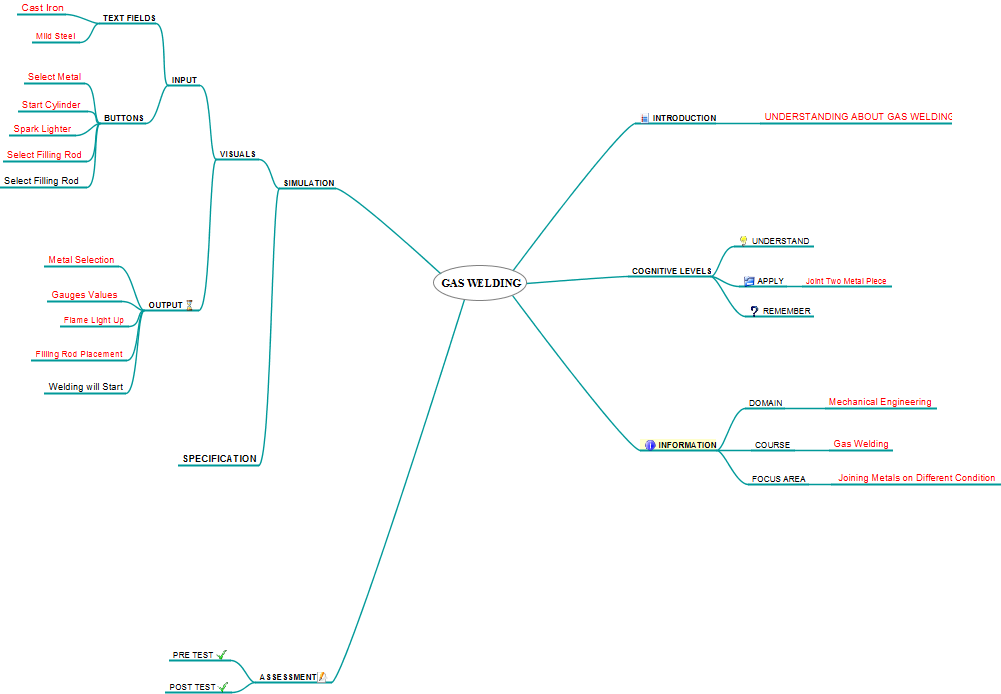 Cast Iron
TEXT FIELDS
Mild Steel
INPUT
Select Metal
Start Cylinder
BUTTONS
Spark Lighter
Select Filling Rod
Select Filling Rod
VISUALS
SIMULATION
Metal Selection
Gauges Values
OUTPUT
Flame Light Up
Filling Rod Placement
Welding will Start
SPECIFICATION
GAS WELDING
INTRODUCTION
UNDERSTANDING ABOUT GAS WELDING
COGNITIVE LEVELS
UNDERSTAND
APPLY
Joint Two Metal Piece
REMEMBER
INFORMATION
DOMAIN
Mechanical Engineering
COURSE
Gas Welding
FOCUS AREA
Joining Metals on Different Condition
PRE TEST
ASSESSMENT
POST TEST